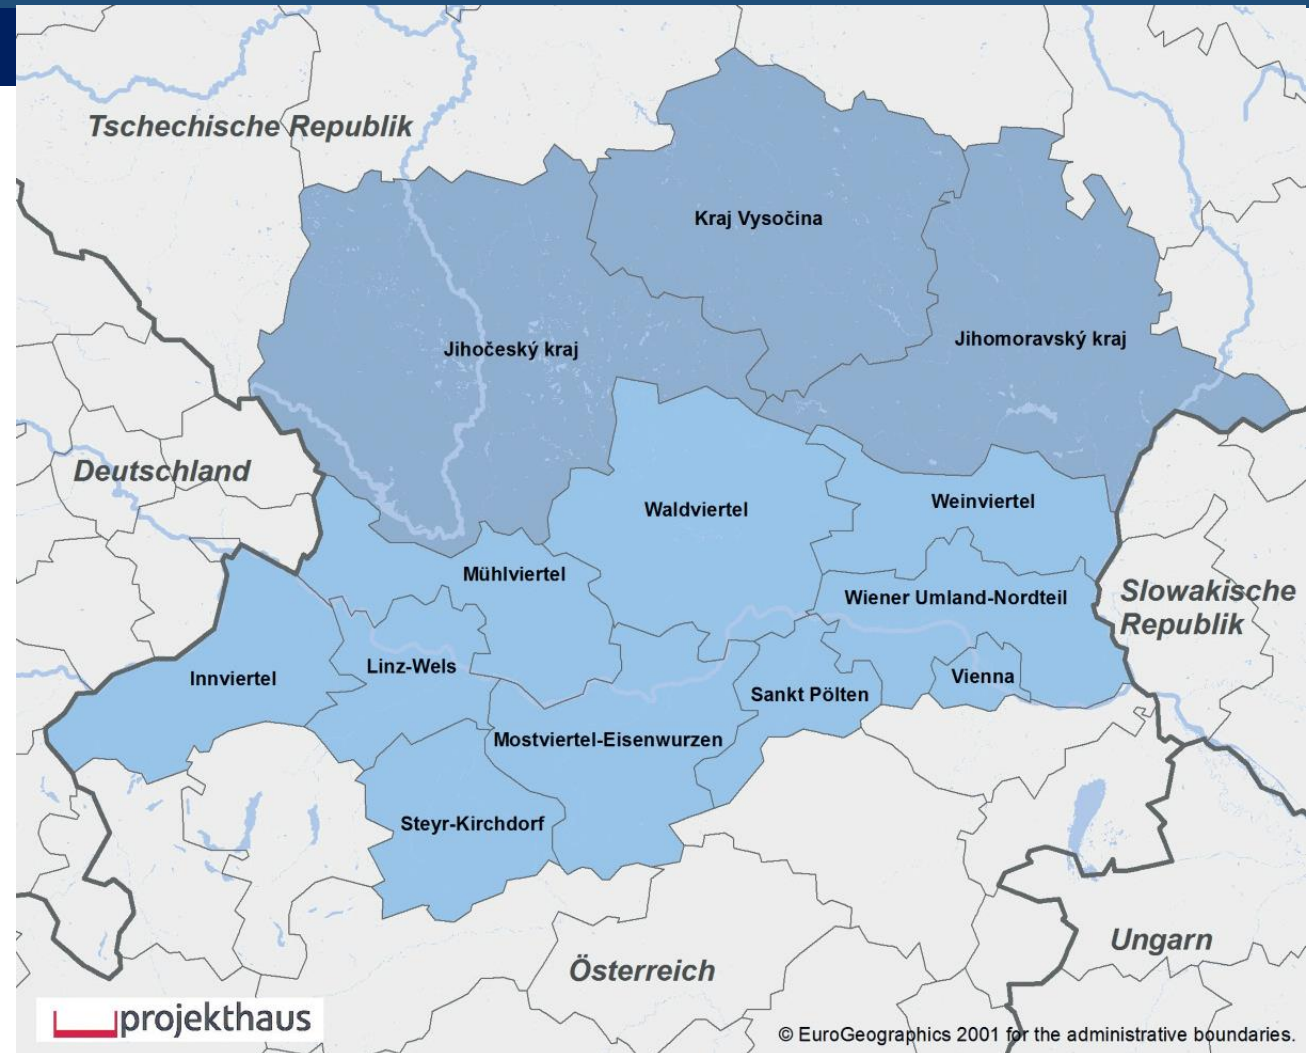 Tschechische Republik
Kraj Vysočina
Jihomoravský kraj
Jihočeský kraj
Deutschland
Waldviertel
Weinviertel
Mühlviertel
Wiener Umland-Nordteil
Slowakische
Republik
Innviertel
Linz-Wels
Sankt Pölten
Vienna
Mostviertel-Eisenwurzen
Steyr-Kirchdorf
Österreich
Ungarn
projekthaus
© EuroGeographics 2001 for the administrative boundaries.